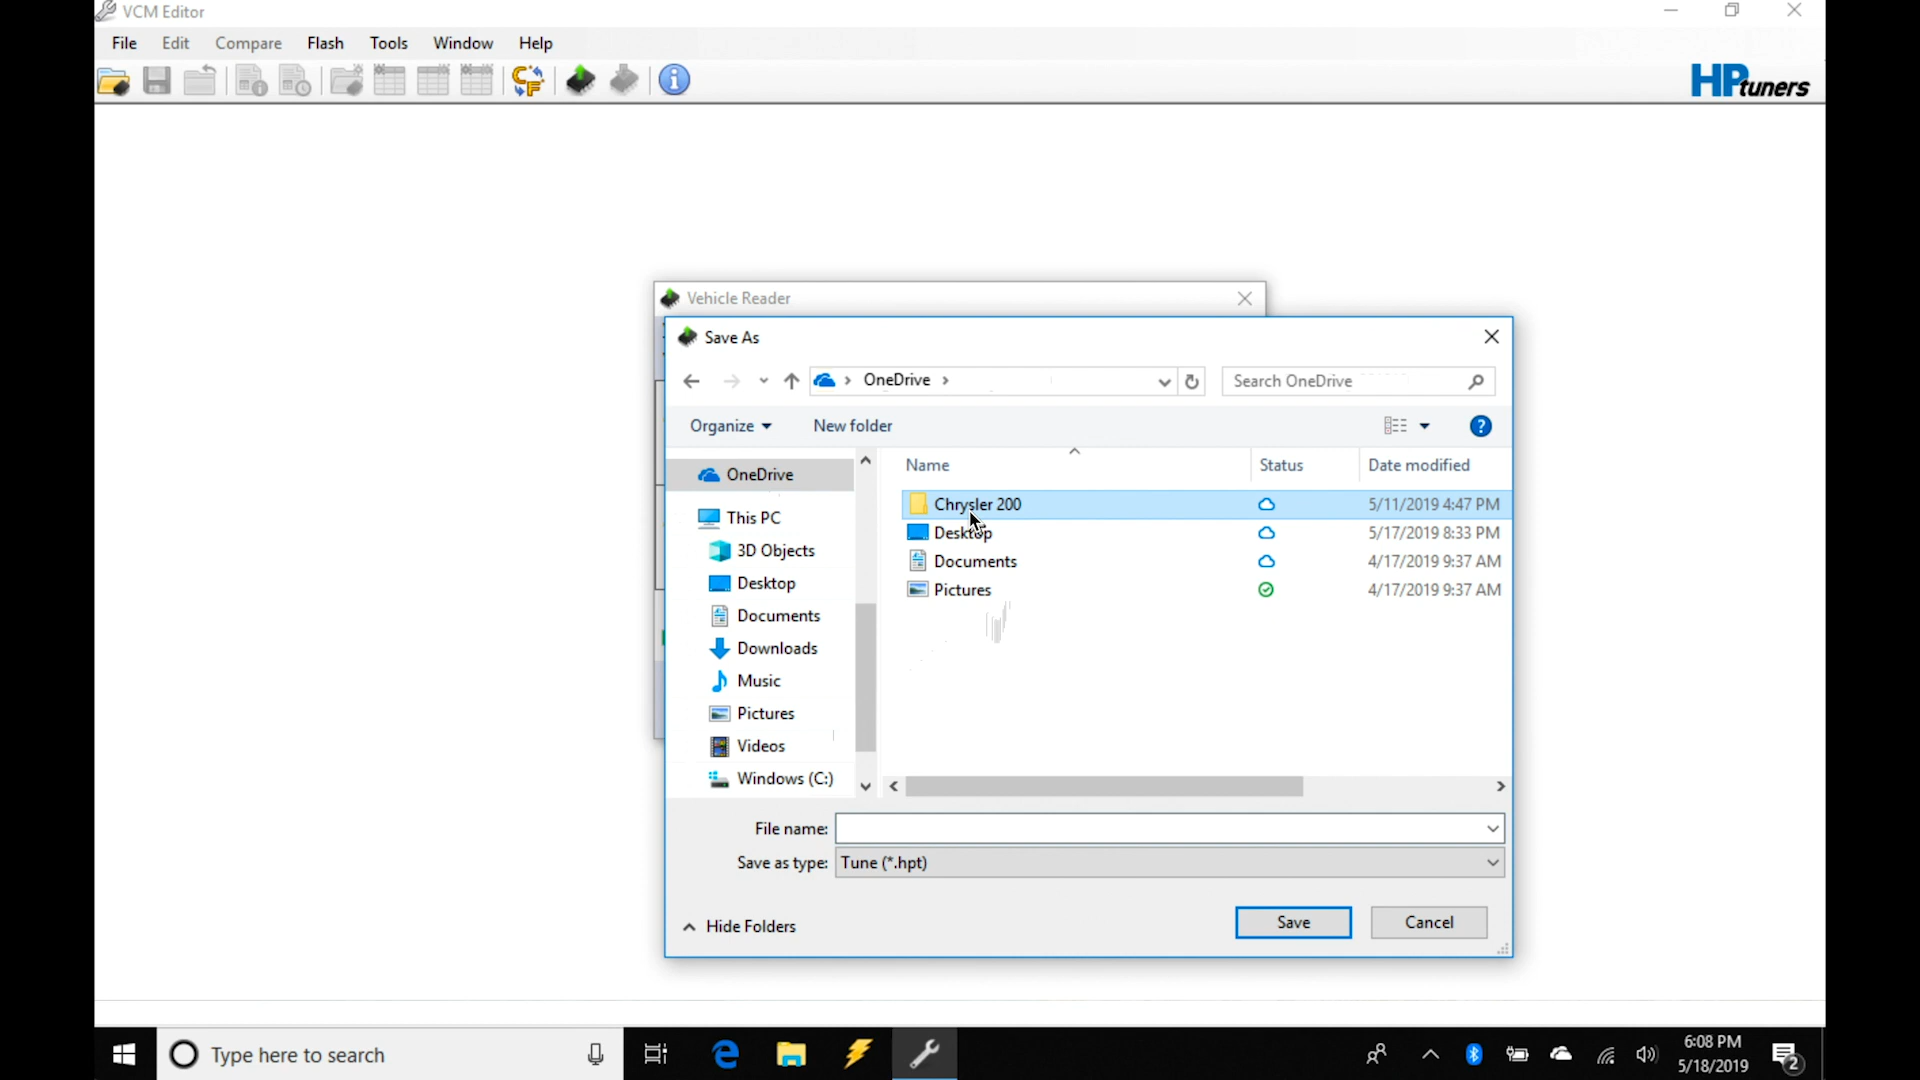 VCM Editor
File Edit Compare Flash Tools Window Help
HPtuners
Vehicle Reader
Save As
OneDrive
Search OneDrive
Organize
New folder
Name Status Date modified
OneDrive
This PC
3D Objects
Desktop
Documents
Downloads
Music
Pictures
Videos
Windows (C:)
Chrysler 200 5/11/2019 4:47 PM
Desktop 5/17/2019 8:33 PM
Documents 4/17/2019 9:37 AM
Pictures 4/17/2019 9:37 AM
File name:
Save as type: Tune (*.hpt)
Hide Folders
Save
Cancel
Type here to search
6:08 PM
5/18/2019
2